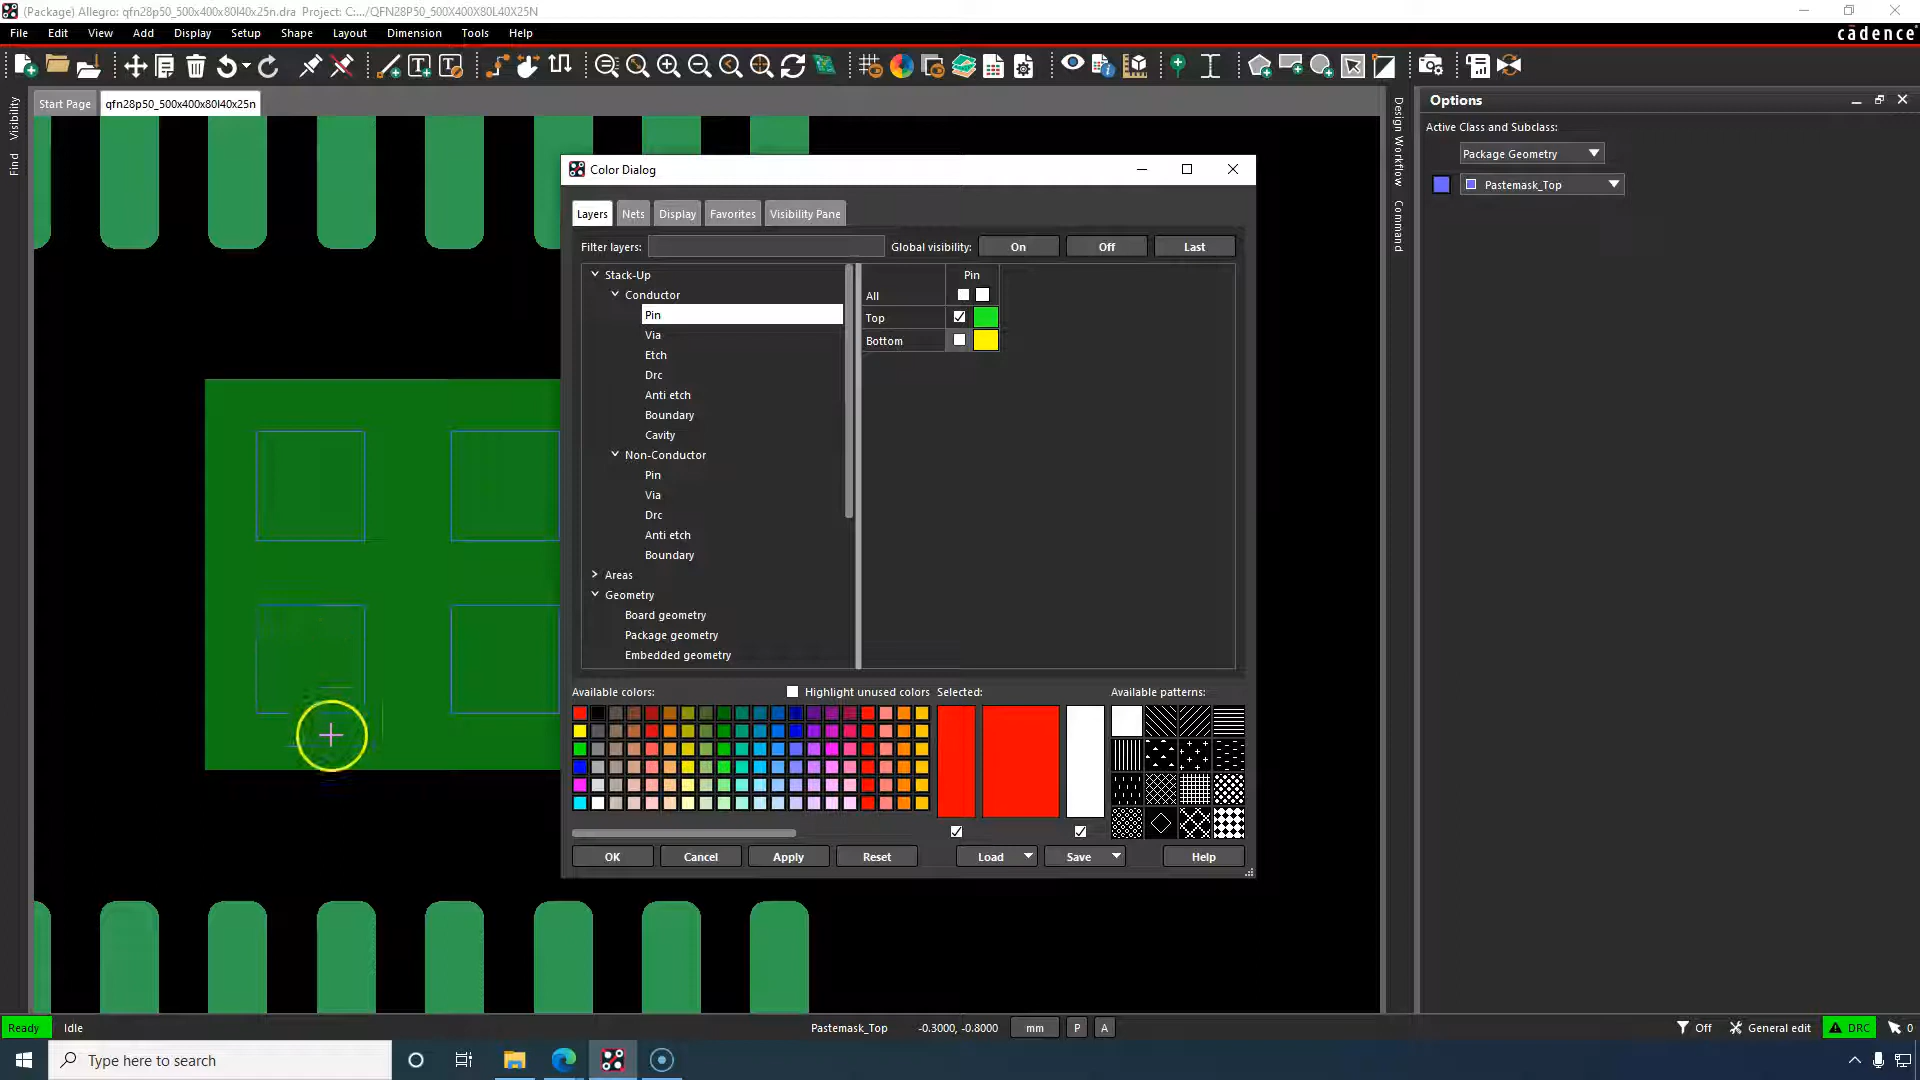 (Package) Allegro: qfn28p50_500x400x80l40x25n.dra Project: C:.../QFN28P50_500X400X80L40X25N
File Edit View Add Display Setup Shape Layout Dimension Tools Help
cādence
Start Page
qfn28p50_500x400x80l40x25n
Visibility
Find
Design Workflow
Command
Options
Active Class and Subclass:
Package Geometry
Pastemask_Top
Color Dialog
Layers Nets Display Favorites Visibility Pane
Filter layers: Global visibility: On Off Last
Stack-Up
Conductor
Pin
Via
Etch
Drc
Anti etch
Boundary
Cavity
Non-Conductor
Pin
Via
Drc
Anti etch
Boundary
Areas
Geometry
Board geometry
Package geometry
Embedded geometry
Pin
All
Top
Bottom
Available colors: Highlight unused colors Selected: Available patterns:
OK Cancel Apply Reset Load Save Help
Ready Idle Pastemask_Top -0.3000, -0.8000 mm P A Off General edit DRC 0
Type here to search